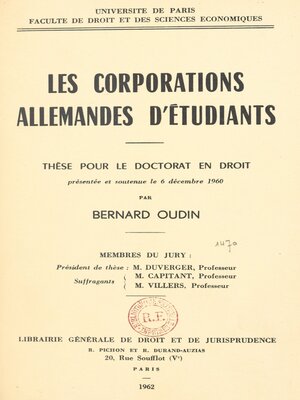 UNIVERSITE DE PARIS
FACULTE DE DROIT ET DES SCIENCES ECONOMIQUES
LES CORPORATIONS
ALLEMANDES D'ÉTUDIANTS
THÈSE POUR LE DOCTORAT EN DROIT
présentée et soutenue le 6 décembre 1960
PAR
BERNARD OUDIN
1470
MEMBRES DU JURY :
Président de thèse : M. DUVERGER, Professeur
Suffragants { M. CAPITANT, Professeur
M. VILLERS, Professeur
R.F.
LIBRAIRIE GÉNÉRALE DE DROIT ET DE JURISPRUDENCE
R. PICHON ET R. DURAND-AUZIAS
20, Rue Soufflot (Vᵉ)
PARIS
1962